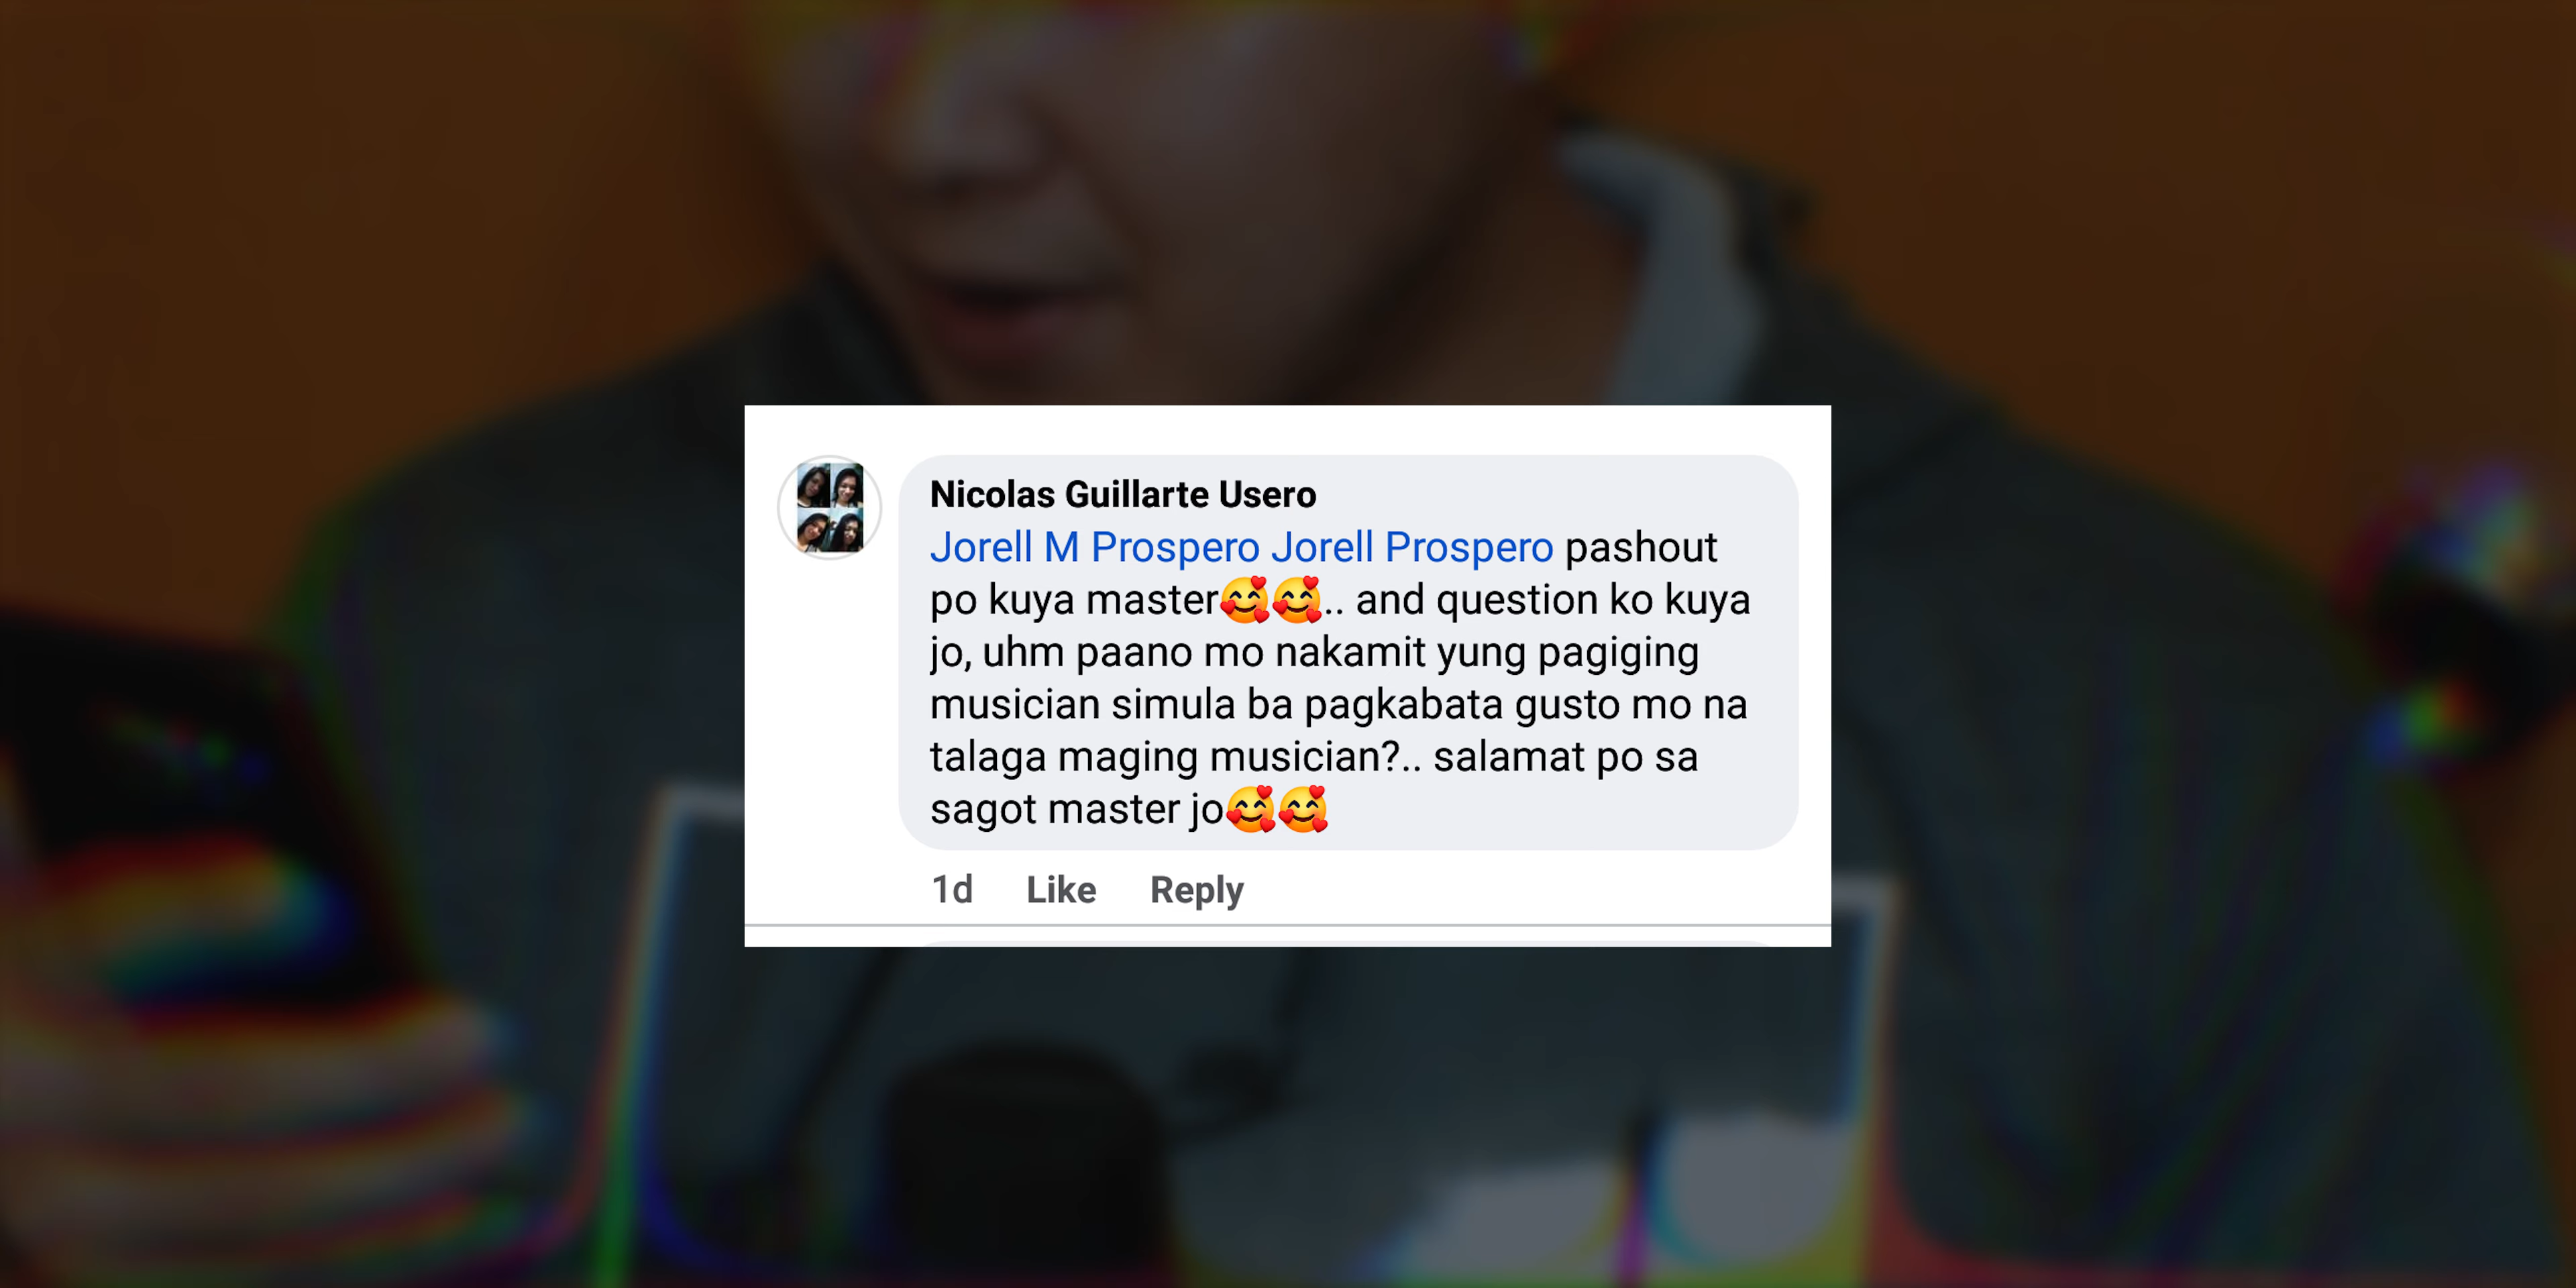 Nicolas Guillarte Usero
Jorell M Prospero Jorell Prospero pashout
po kuya master🥰🥰.. and question ko kuya
jo, uhm paano mo nakamit yung pagiging
musician simula ba pagkabata gusto mo na
talaga maging musician?.. salamat po sa
sagot master jo🥰🥰
1d Like Reply